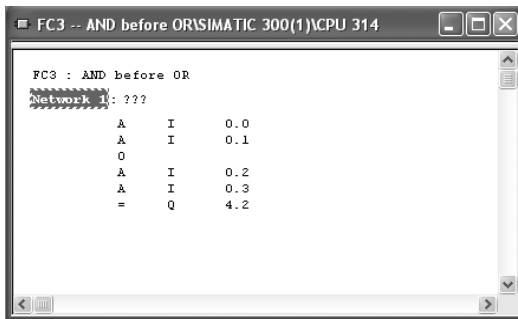 FC3 -- AND before OR\SIMATIC 300(1)\CPU 314
FC3 : AND before OR
Network 1: ???
A I 0.0
A I 0.1
O
A I 0.2
A I 0.3
= Q 4.2